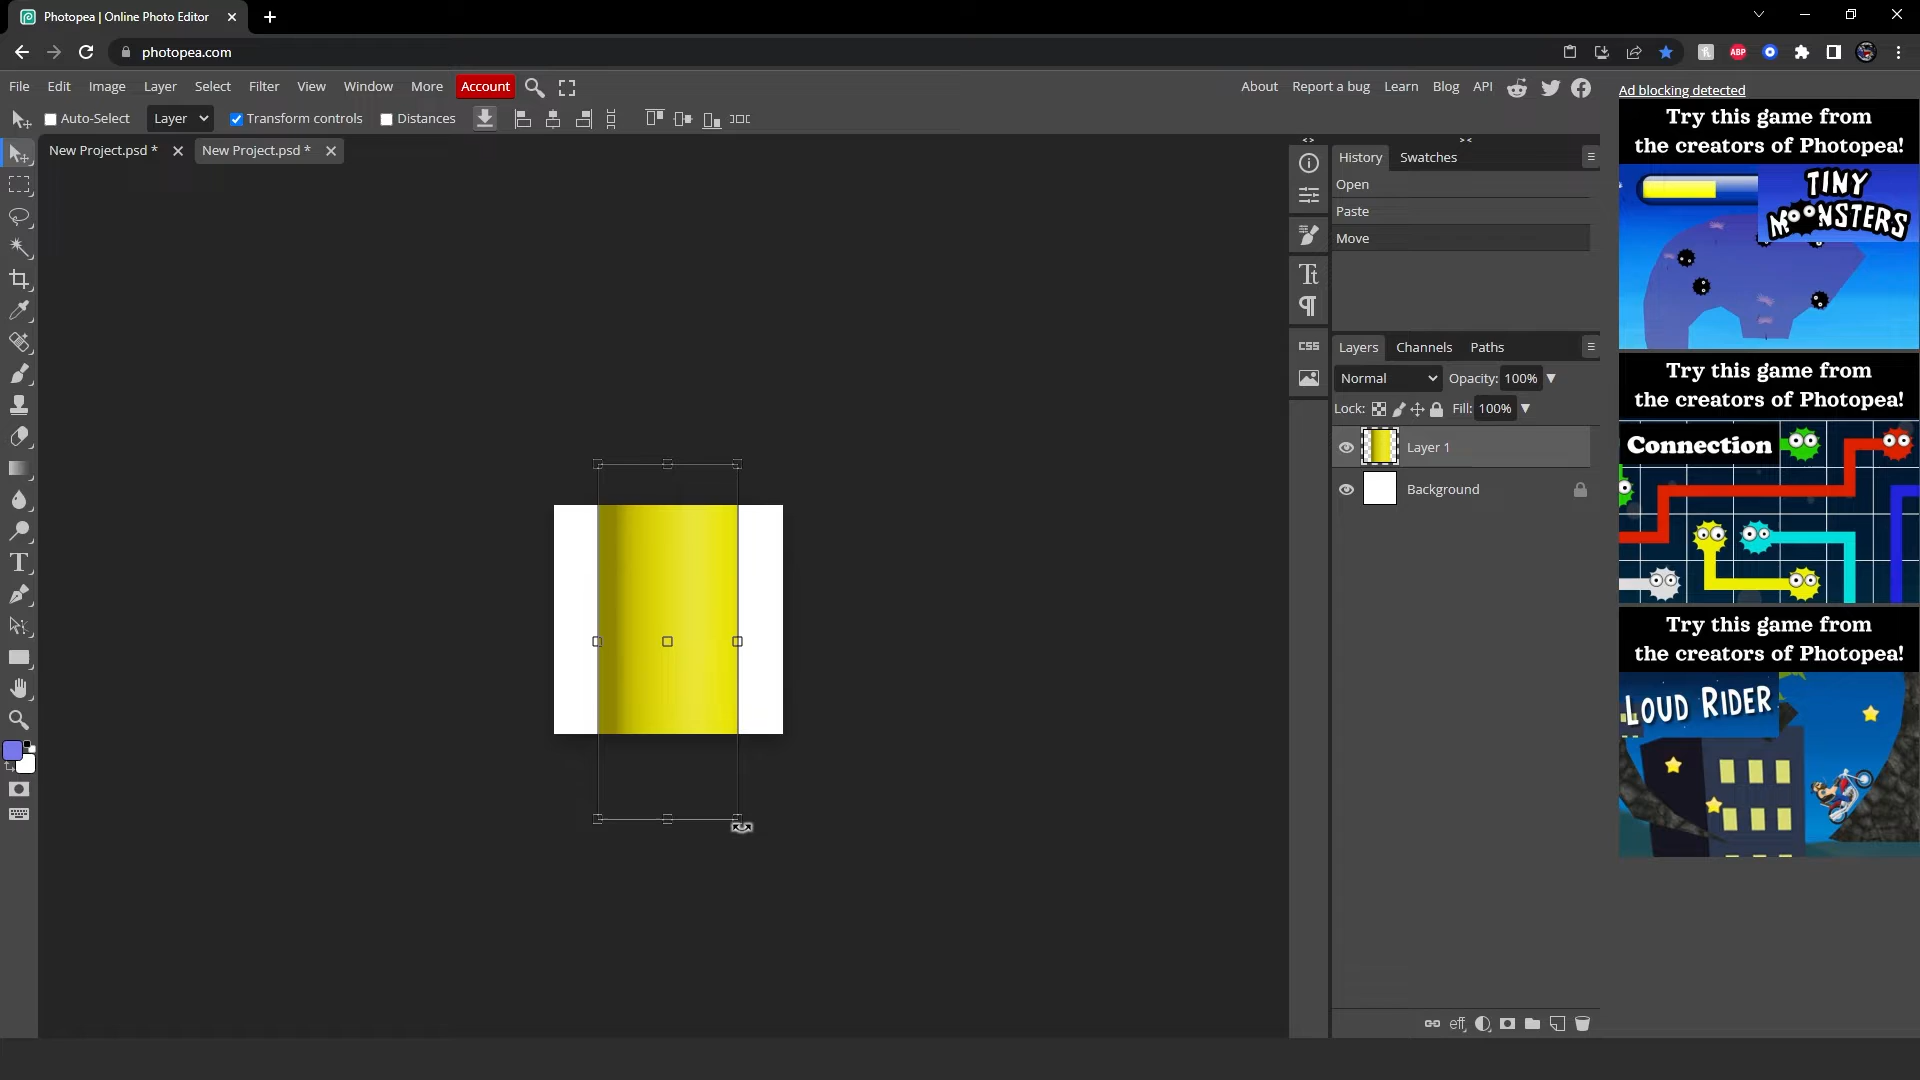 Photopea | Online Photo Editor
photopea.com
File Edit Image Layer Select Filter View Window More Account
About Report a bug Learn Blog API
Ad blocking detected
Auto-Select Layer Transform controls Distances
New Project.psd * New Project.psd *
History Swatches
Open
Paste
Move
Layers Channels Paths
Normal Opacity: 100%
Lock: Fill: 100%
Layer 1
Background
CSS
eff
ABP
Try this game from
the creators of Photopea!
TINY
MOONSTERS
Try this game from
the creators of Photopea!
Connection
Try this game from
the creators of Photopea!
LOUD RIDER